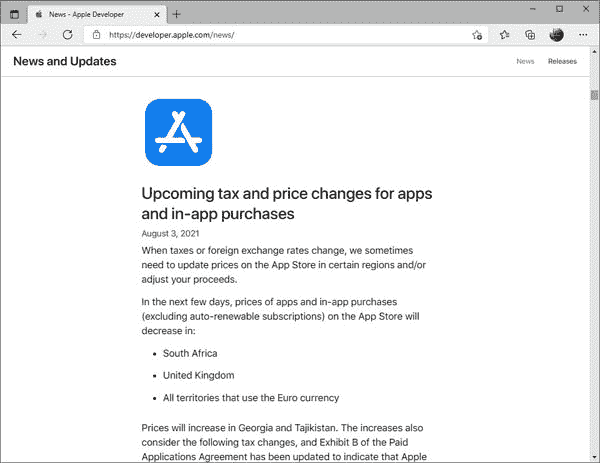 News - Apple Developer
https://developer.apple.com/news/
News and Updates
News
Releases
Upcoming tax and price changes for apps
and in-app purchases
August 3, 2021
When taxes or foreign exchange rates change, we sometimes
need to update prices on the App Store in certain regions and/or
adjust your proceeds.
In the next few days, prices of apps and in-app purchases
(excluding auto-renewable subscriptions) on the App Store will
decrease in:
• South Africa
• United Kingdom
• All territories that use the Euro currency
Prices will increase in Georgia and Tajikistan. The increases also
consider the following tax changes, and Exhibit B of the Paid
Applications Agreement has been updated to indicate that Apple